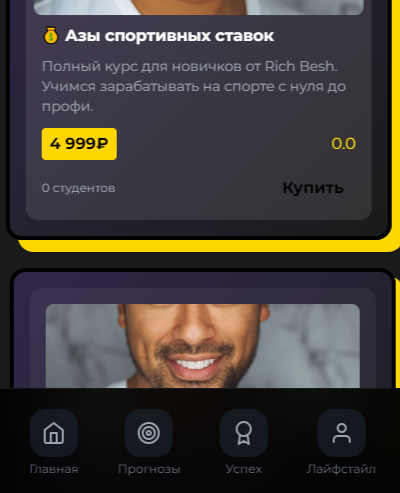 💰 Азы спортивных ставок
Полный курс для новичков от Rich Besh.
Учимся зарабатывать на спорте с нуля до
профи.
4 999₽ 0.0
0 студентов Купить
Главная Прогнозы Успех Лайфстайл